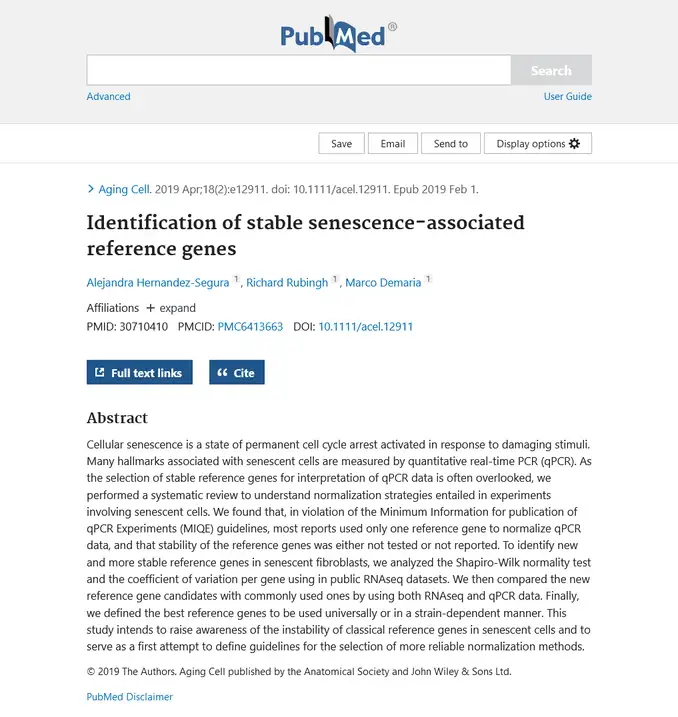 PubMed®
Search
Advanced
User Guide
Save
Email
Send to
Display options
Aging Cell. 2019 Apr;18(2):e12911. doi: 10.1111/acel.12911. Epub 2019 Feb 1.
Identification of stable senescence-associated
reference genes
Alejandra Hernandez-Segura 1, Richard Rubingh 1, Marco Demaria 1
Affiliations + expand
PMID: 30710410 PMCID: PMC6413663 DOI: 10.1111/acel.12911
Full text links
Cite
Abstract
Cellular senescence is a state of permanent cell cycle arrest activated in response to damaging stimuli.
Many hallmarks associated with senescent cells are measured by quantitative real-time PCR (qPCR). As
the selection of stable reference genes for interpretation of qPCR data is often overlooked, we
performed a systematic review to understand normalization strategies entailed in experiments
involving senescent cells. We found that, in violation of the Minimum Information for publication of
qPCR Experiments (MIQE) guidelines, most reports used only one reference gene to normalize qPCR
data, and that stability of the reference genes was either not tested or not reported. To identify new
and more stable reference genes in senescent fibroblasts, we analyzed the Shapiro-Wilk normality test
and the coefficient of variation per gene using in public RNAseq datasets. We then compared the new
reference gene candidates with commonly used ones by using both RNAseq and qPCR data. Finally,
we defined the best reference genes to be used universally or in a strain-dependent manner. This
study intends to raise awareness of the instability of classical reference genes in senescent cells and to
serve as a first attempt to define guidelines for the selection of more reliable normalization methods.
© 2019 The Authors. Aging Cell published by the Anatomical Society and John Wiley & Sons Ltd.
PubMed Disclaimer